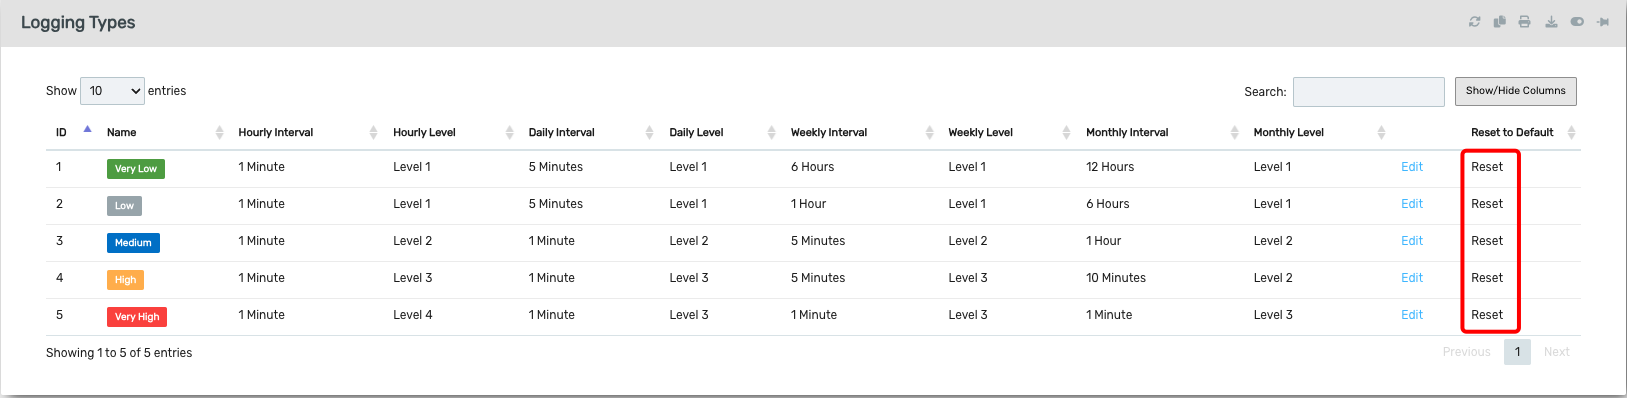 Logging Types
Show 10 entries Search: Show/Hide Columns
ID Name Hourly Interval Hourly Level Daily Interval Daily Level Weekly Interval Weekly Level Monthly Interval Monthly Level Reset to Default
1 Very Low 1 Minute Level 1 5 Minutes Level 1 6 Hours Level 1 12 Hours Level 1 Edit Reset
2 Low 1 Minute Level 1 5 Minutes Level 1 1 Hour Level 1 6 Hours Level 1 Edit Reset
3 Medium 1 Minute Level 2 1 Minute Level 2 5 Minutes Level 2 1 Hour Level 2 Edit Reset
4 High 1 Minute Level 3 1 Minute Level 3 5 Minutes Level 3 10 Minutes Level 2 Edit Reset
5 Very High 1 Minute Level 4 1 Minute Level 3 1 Minute Level 3 1 Minute Level 3 Edit Reset
Showing 1 to 5 of 5 entries Previous 1 Next